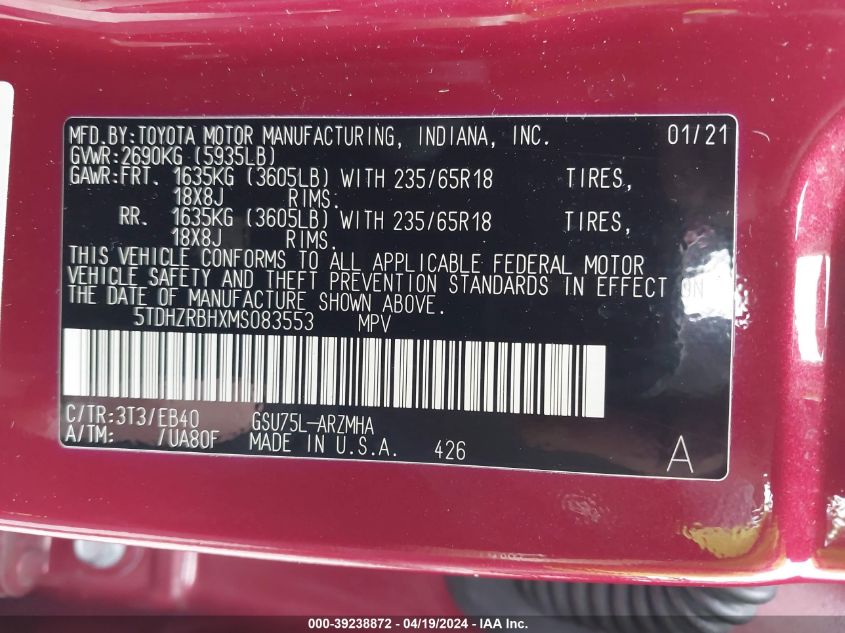 MFD.BY:TOYOTA MOTOR MANUFACTURING, INDIANA, INC. 01/21
GVWR:2690KG (5935LB)
GAWR:FRT. 1635KG (3605LB) WITH 235/65R18 TIRES,
18X8J RIMS.
RR. 1635KG (3605LB) WITH 235/65R18 TIRES,
18X8J RIMS.
THIS VEHICLE CONFORMS TO ALL APPLICABLE FEDERAL MOTOR
VEHICLE SAFETY AND THEFT PREVENTION STANDARDS IN EFFECT ON
THE DATE OF MANUFACTURE SHOWN ABOVE.
5TDHZRBHXMS083553 MPV
C/TR:3T3/EB40 GSU75L-ARZMHA
A/TM: /UA80F MADE IN U.S.A. 426 A
000-39238872 - 04/19/2024 - IAA Inc.